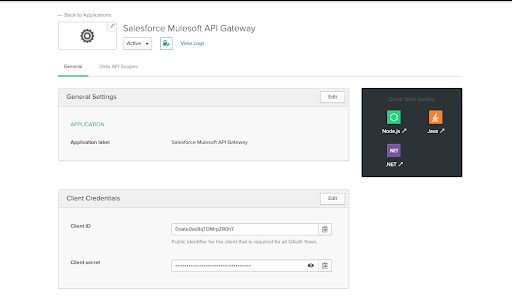 ← Back to Applications
Salesforce Mulesoft API Gateway
Active
View Logs
General
Okta API Scopes
General Settings
Edit
APPLICATION
Application label
Salesforce Mulesoft API Gateway
Quick Start Guides
Node.js
Java
.NET
.NET
Client Credentials
Edit
Client ID
Public identifier for the client that is required for all OAuth flows.
Client secret
••••••••••••••••••••••••••••••••••••••••